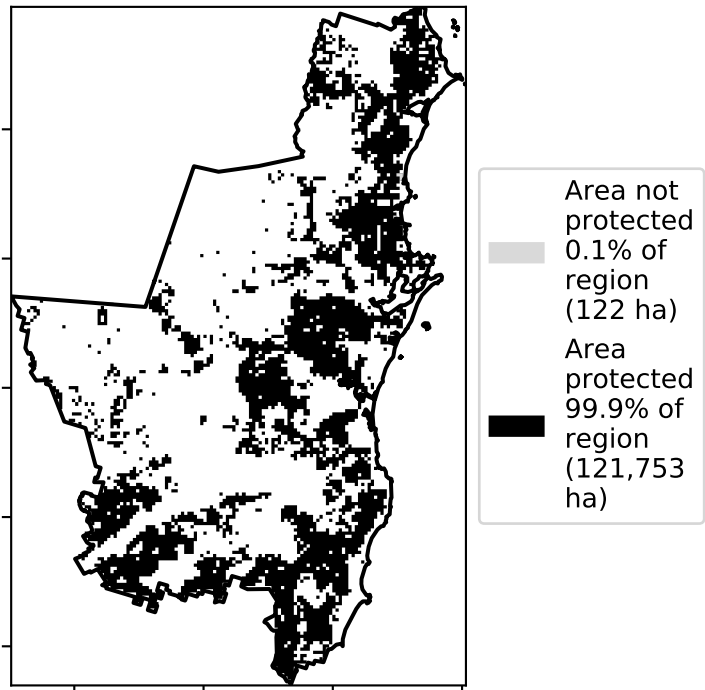 Area not
protected
0.1% of
region
(122 ha)
Area
protected
99.9% of
region
(121,753
ha)